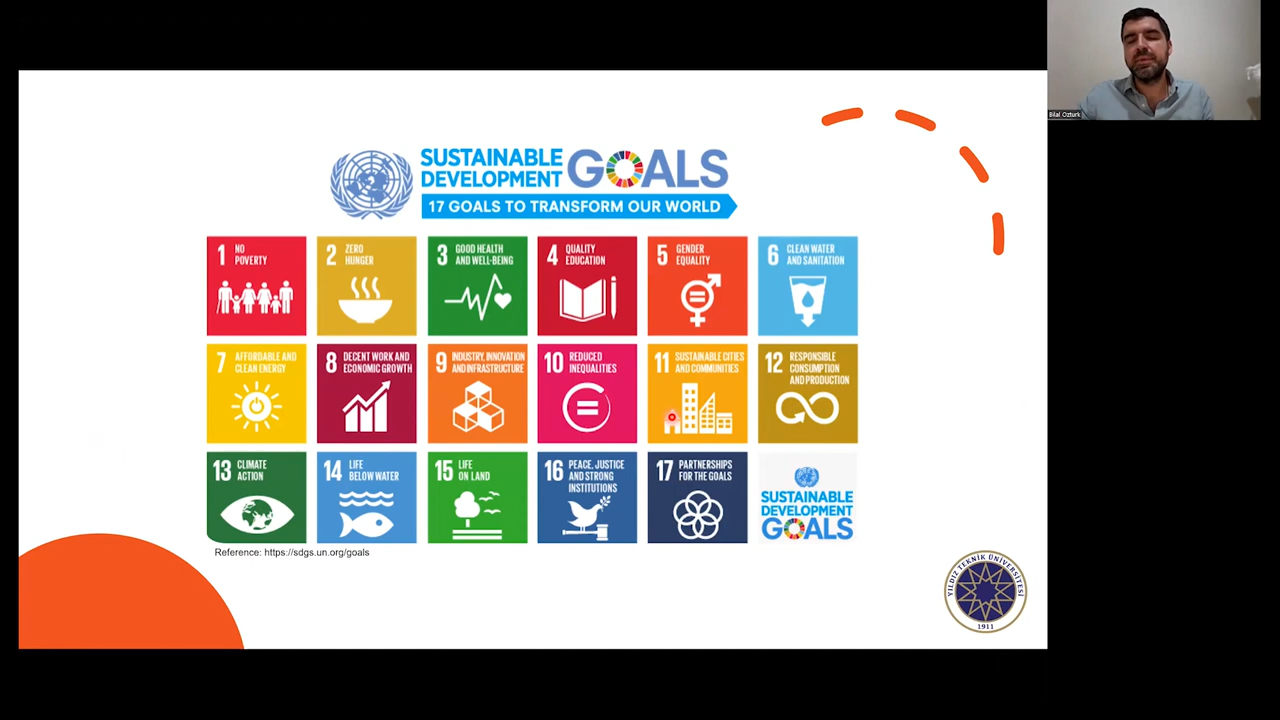 Bilal Ozturk
SUSTAINABLE
DEVELOPMENT
GOALS
17 GOALS TO TRANSFORM OUR WORLD
1 NO
POVERTY
2 ZERO
HUNGER
3 GOOD HEALTH
AND WELL-BEING
4 QUALITY
EDUCATION
5 GENDER
EQUALITY
6 CLEAN WATER
AND SANITATION
7 AFFORDABLE AND
CLEAN ENERGY
8 DECENT WORK AND
ECONOMIC GROWTH
9 INDUSTRY, INNOVATION
AND INFRASTRUCTURE
10 REDUCED
INEQUALITIES
11 SUSTAINABLE CITIES
AND COMMUNITIES
12 RESPONSIBLE
CONSUMPTION
AND PRODUCTION
13 CLIMATE
ACTION
14 LIFE
BELOW WATER
15 LIFE
ON LAND
16 PEACE, JUSTICE
AND STRONG
INSTITUTIONS
17 PARTNERSHIPS
FOR THE GOALS
SUSTAINABLE
DEVELOPMENT
GOALS
Reference: https://sdgs.un.org/goals
YILDIZ TEKNİK ÜNİVERSİTESİ
1911